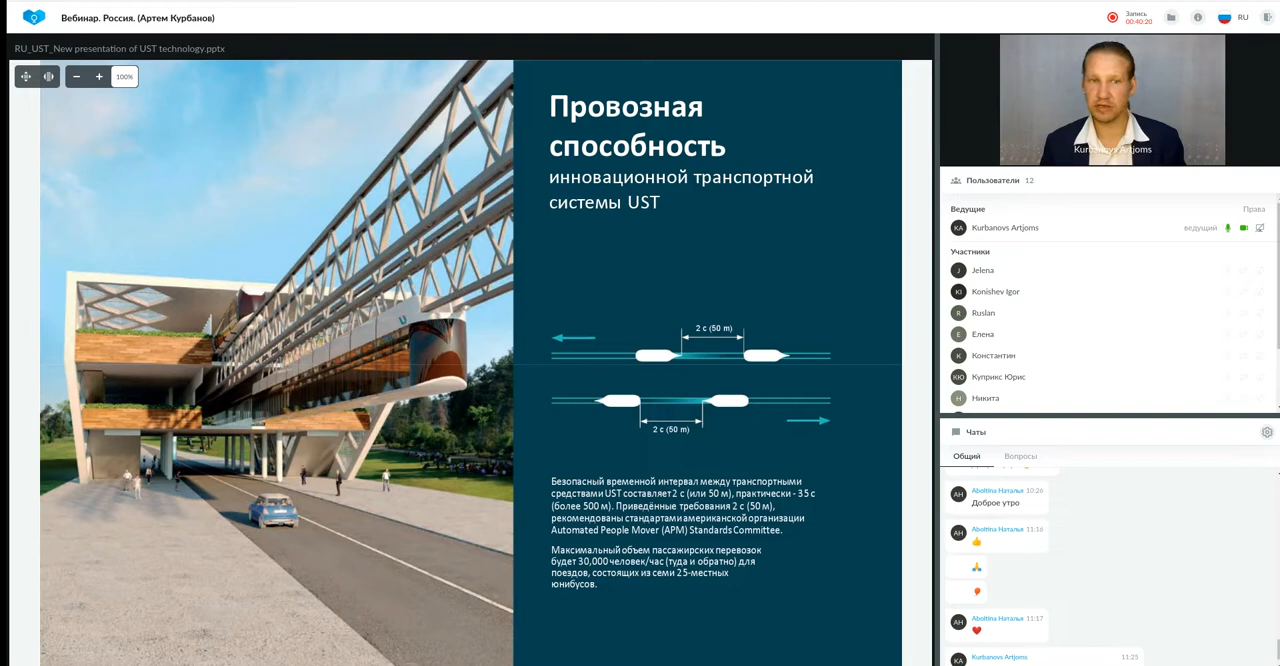 Вебинар. Россия. (Артем Курбанов)
Запись
00:40:20
RU
RU_UST_New presentation of UST technology.pptx
100%
Провозная
способность
инновационной транспортной
системы UST
2 с (50 m)
2 с (50 m)
Безопасный временной интервал между транспортными
средствами UST составляет 2 с (или 50 м), практически - 35 с
(более 500 м). Приведённые требования 2 с (50 м),
рекомендованы стандартами американской организации
Automated People Mover (APM) Standards Committee.
Максимальный объем пассажирских перевозок
будет 30,000 человек/час (туда и обратно) для
поездов, состоящих из семи 25-местных
юнибусов.
Kurbanovs Artjoms
Пользователи 12
Ведущие Права
KA Kurbanovs Artjoms ведущий
Участники
J Jelena
KI Konishev Igor
R Ruslan
Е Елена
К Константин
КЮ Куприкс Юрис
Н Никита
Чаты
Общий Вопросы
АН Aboltina Наталья 10:26
Доброе утро
АН Aboltina Наталья 11:16
👍
🙏
🎈
АН Aboltina Наталья 11:17
❤️
KA Kurbanovs Artjoms 11:25